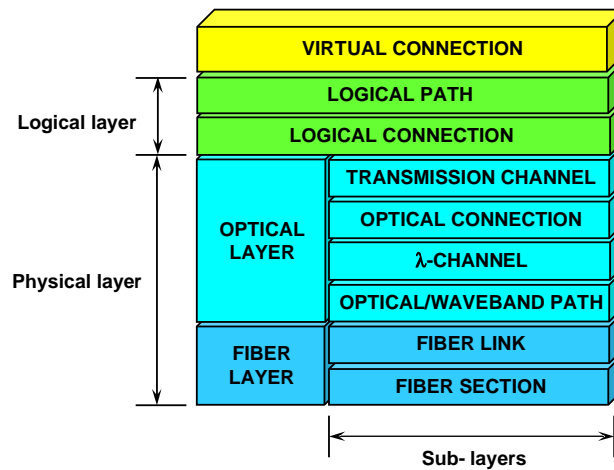 VIRTUAL CONNECTION
LOGICAL PATH
Logical layer
LOGICAL CONNECTION
TRANSMISSION CHANNEL
OPTICAL
LAYER
OPTICAL CONNECTION
λ-CHANNEL
Physical layer
OPTICAL/WAVEBAND PATH
FIBER
LAYER
FIBER LINK
FIBER SECTION
Sub- layers